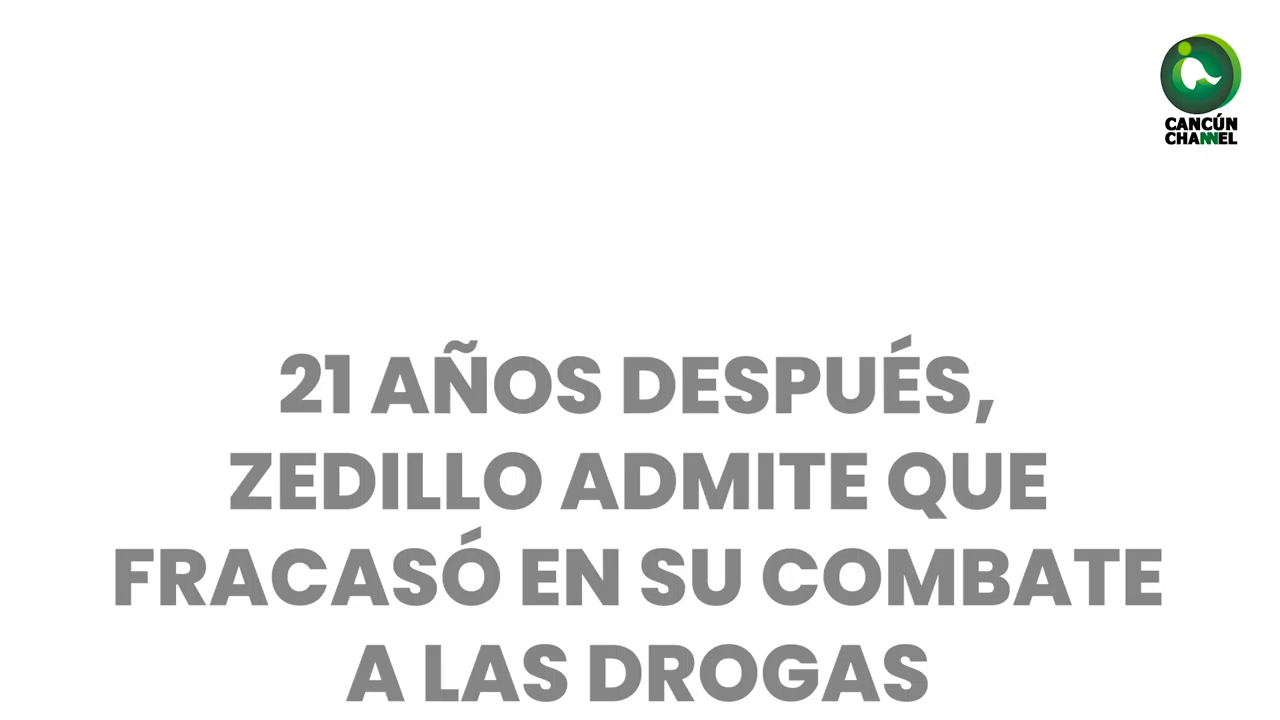 CANCÚN
CHANNEL
21 AÑOS DESPUÉS,
ZEDILLO ADMITE QUE
FRACASÓ EN SU COMBATE
A LAS DROGAS